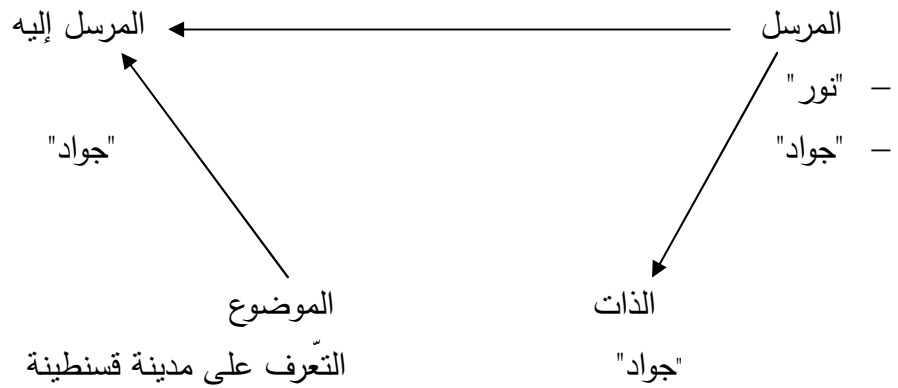 المرسل المرسل إليه
– "نور"
– "جواد" "جواد"
الذات الموضوع
"جواد" التّعرف على مدينة قسنطينة